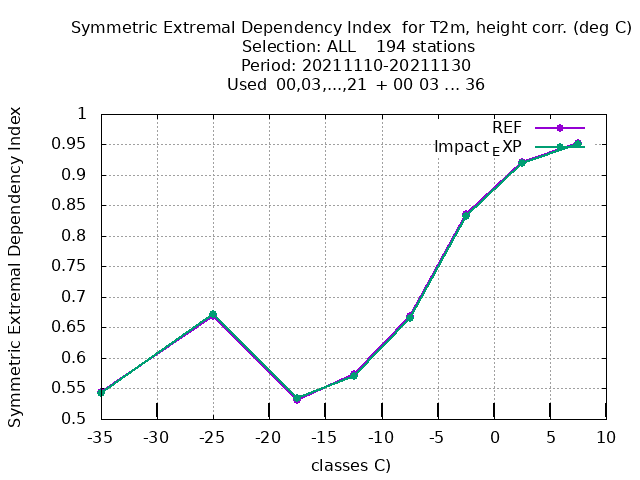 Symmetric Extremal Dependency Index  for T2m, height corr. (deg C)
Selection: ALL    194 stations
Period: 20211110-20211130
Used  00,03,...,21  + 00 03 ... 36
Symmetric Extremal Dependency Index
1
0.95
0.9
0.85
0.8
0.75
0.7
0.65
0.6
0.55
0.5
REF
Impact_EXP
-35 -30 -25 -20 -15 -10 -5 0 5 10
classes C)